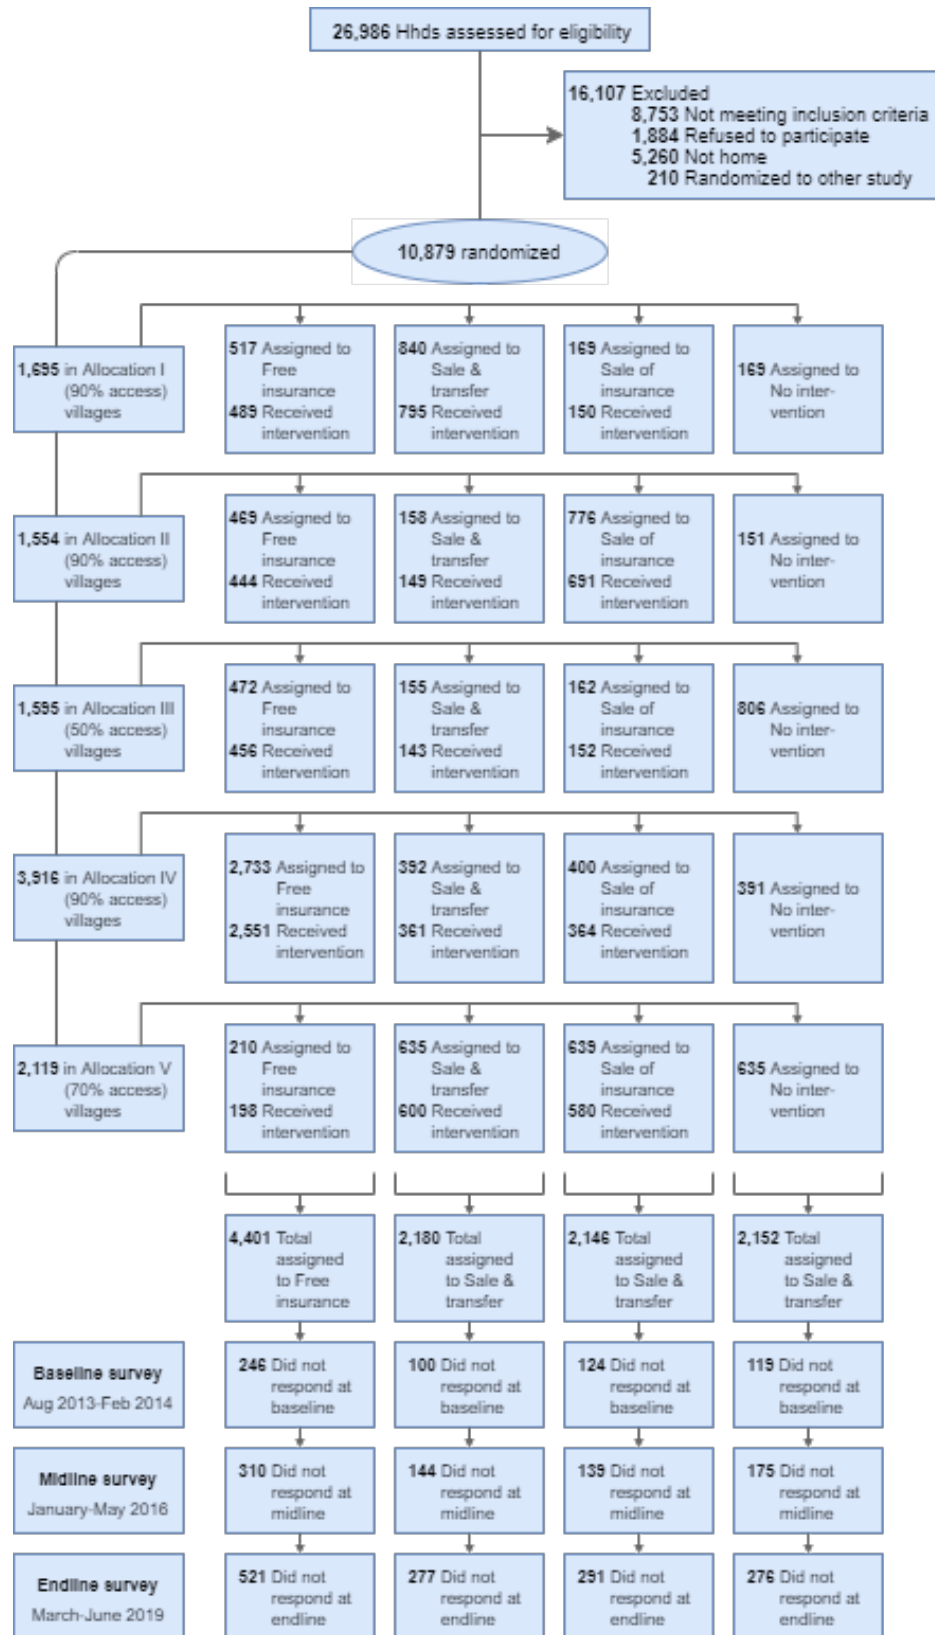 26,986 Hhds assessed for eligibility
16,107 Excluded
8,753 Not meeting inclusion criteria
1,884 Refused to participate
5,260 Not home
210 Randomized to other study
10,879 randomized
1,695 in Allocation I
(90% access)
villages
517 Assigned to
Free
insurance
489 Received
intervention
840 Assigned to
Sale &
transfer
795 Received
intervention
169 Assigned to
Sale of
insurance
150 Received
intervention
169 Assigned to
No inter-
vention
1,554 in Allocation II
(90% access)
villages
469 Assigned to
Free
insurance
444 Received
intervention
158 Assigned to
Sale &
transfer
149 Received
intervention
776 Assigned to
Sale of
insurance
691 Received
intervention
151 Assigned to
No inter-
vention
1,595 in Allocation III
(50% access)
villages
472 Assigned to
Free
insurance
456 Received
intervention
155 Assigned to
Sale &
transfer
143 Received
intervention
162 Assigned to
Sale of
insurance
152 Received
intervention
806 Assigned to
No inter-
vention
3,916 in Allocation IV
(90% access)
villages
2,733 Assigned to
Free
insurance
2,551 Received
intervention
392 Assigned to
Sale &
transfer
361 Received
intervention
400 Assigned to
Sale of
insurance
364 Received
intervention
391 Assigned to
No inter-
vention
2,119 in Allocation V
(70% access)
villages
210 Assigned to
Free
insurance
198 Received
intervention
635 Assigned to
Sale &
transfer
600 Received
intervention
639 Assigned to
Sale of
insurance
580 Received
intervention
635 Assigned to
No inter-
vention
4,401 Total
assigned
to Free
insurance
2,180 Total
assigned
to Sale &
transfer
2,146 Total
assigned
to Sale &
transfer
2,152 Total
assigned
to Sale &
transfer
Baseline survey
Aug 2013-Feb 2014
246 Did not
respond at
baseline
100 Did not
respond at
baseline
124 Did not
respond at
baseline
119 Did not
respond at
baseline
Midline survey
January-May 2016
310 Did not
respond at
midline
144 Did not
respond at
midline
139 Did not
respond at
midline
175 Did not
respond at
midline
Endline survey
March-June 2019
521 Did not
respond at
endline
277 Did not
respond at
endline
291 Did not
respond at
endline
276 Did not
respond at
endline